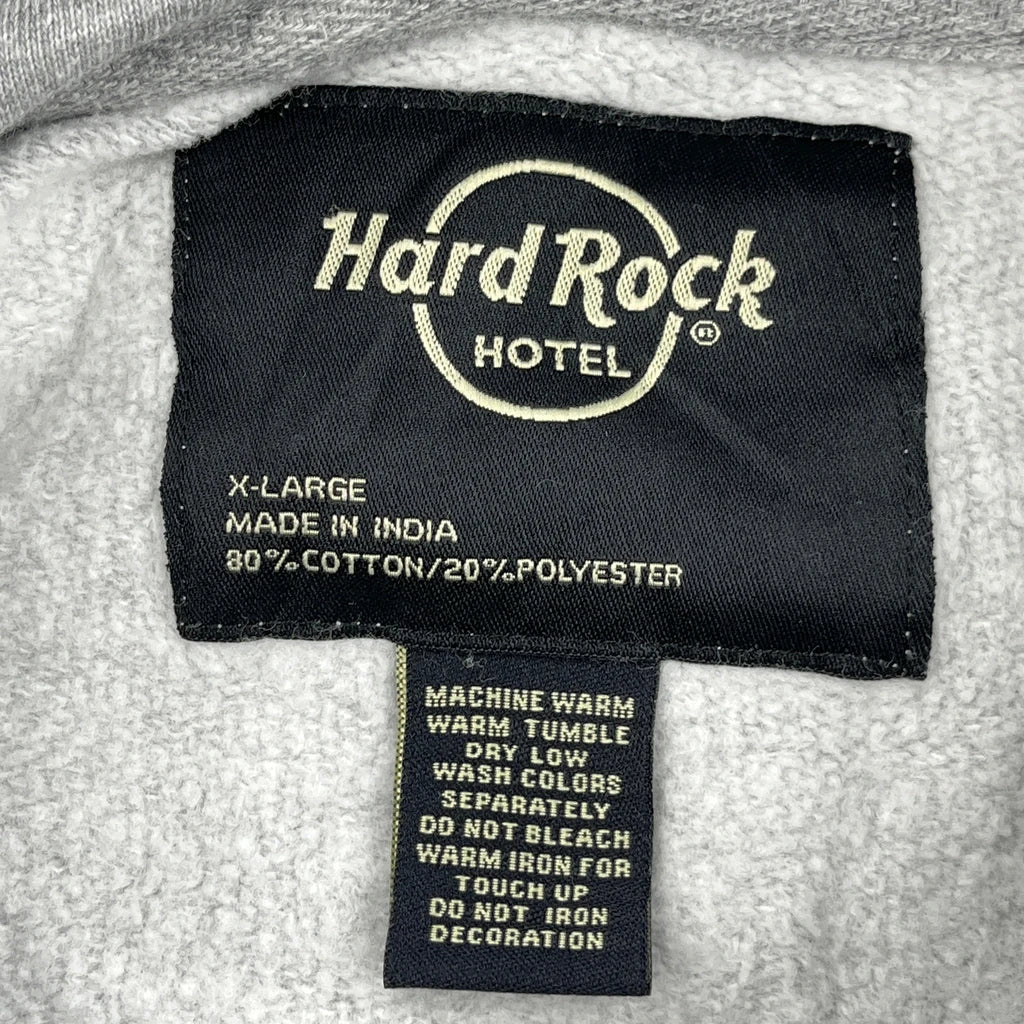 Hard Rock
HOTEL
®
X-LARGE
MADE IN INDIA
80% COTTON/20% POLYESTER
MACHINE WARM
WARM TUMBLE
DRY LOW
WASH COLORS
SEPARATELY
DO NOT BLEACH
WARM IRON FOR
TOUCH UP
DO NOT IRON
DECORATION